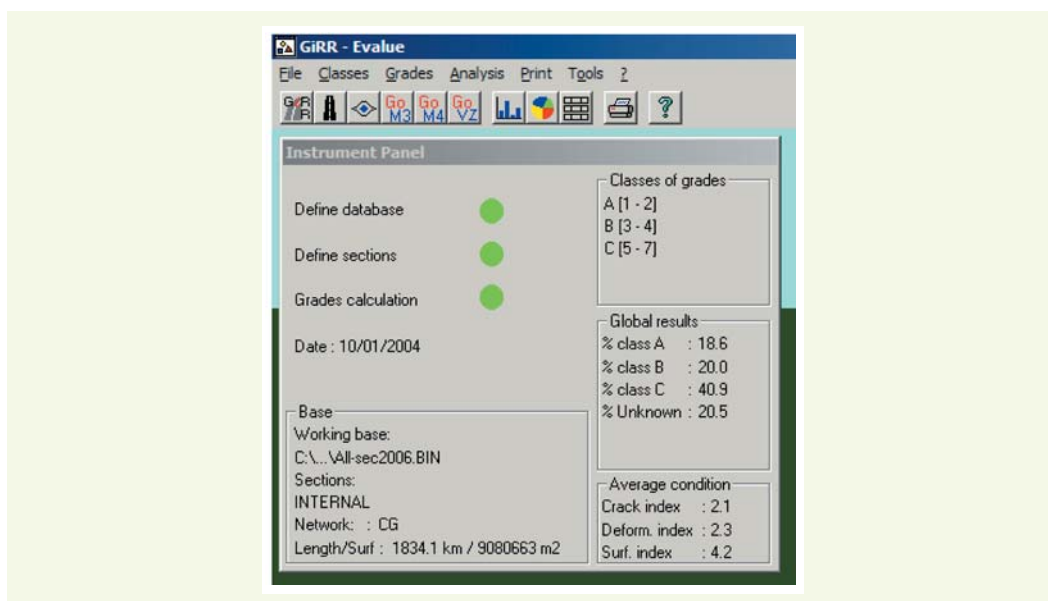 GiRR - Evalue
File Classes Grades Analysis Print Tools ?
GiRR Go M3 Go M4 Go VZ ?
Instrument Panel
Define database
Define sections
Grades calculation
Date : 10/01/2004
Base
Working base:
C:\...\All-sec2006.BIN
Sections:
INTERNAL
Network: : CG
Length/Surf : 1834.1 km / 9080663 m2
Classes of grades
A [1 - 2]
B [3 - 4]
C [5 - 7]
Global results
% class A : 18.6
% class B : 20.0
% class C : 40.9
% Unknown : 20.5
Average condition
Crack index : 2.1
Deform. index : 2.3
Surf. index : 4.2